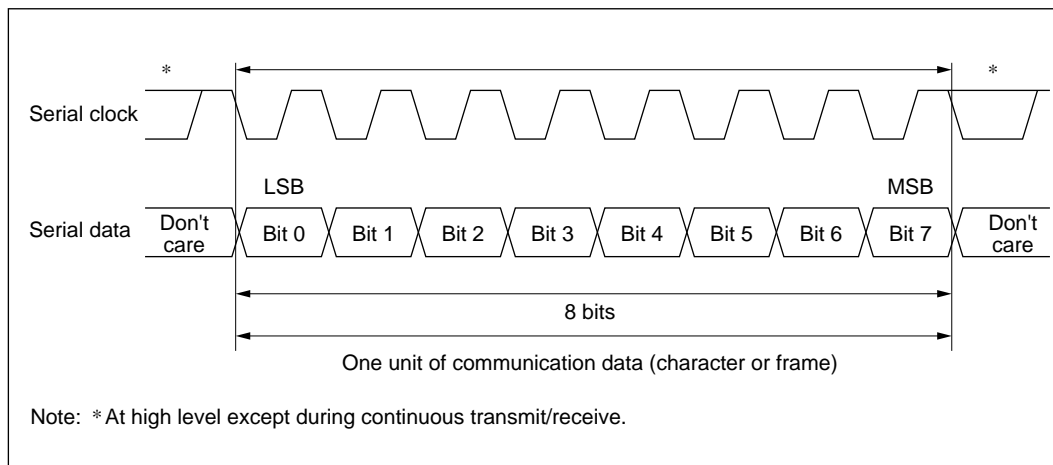 * *
Serial clock
LSB MSB
Serial data Don't care Bit 0 Bit 1 Bit 2 Bit 3 Bit 4 Bit 5 Bit 6 Bit 7 Don't care
8 bits
One unit of communication data (character or frame)
Note: * At high level except during continuous transmit/receive.